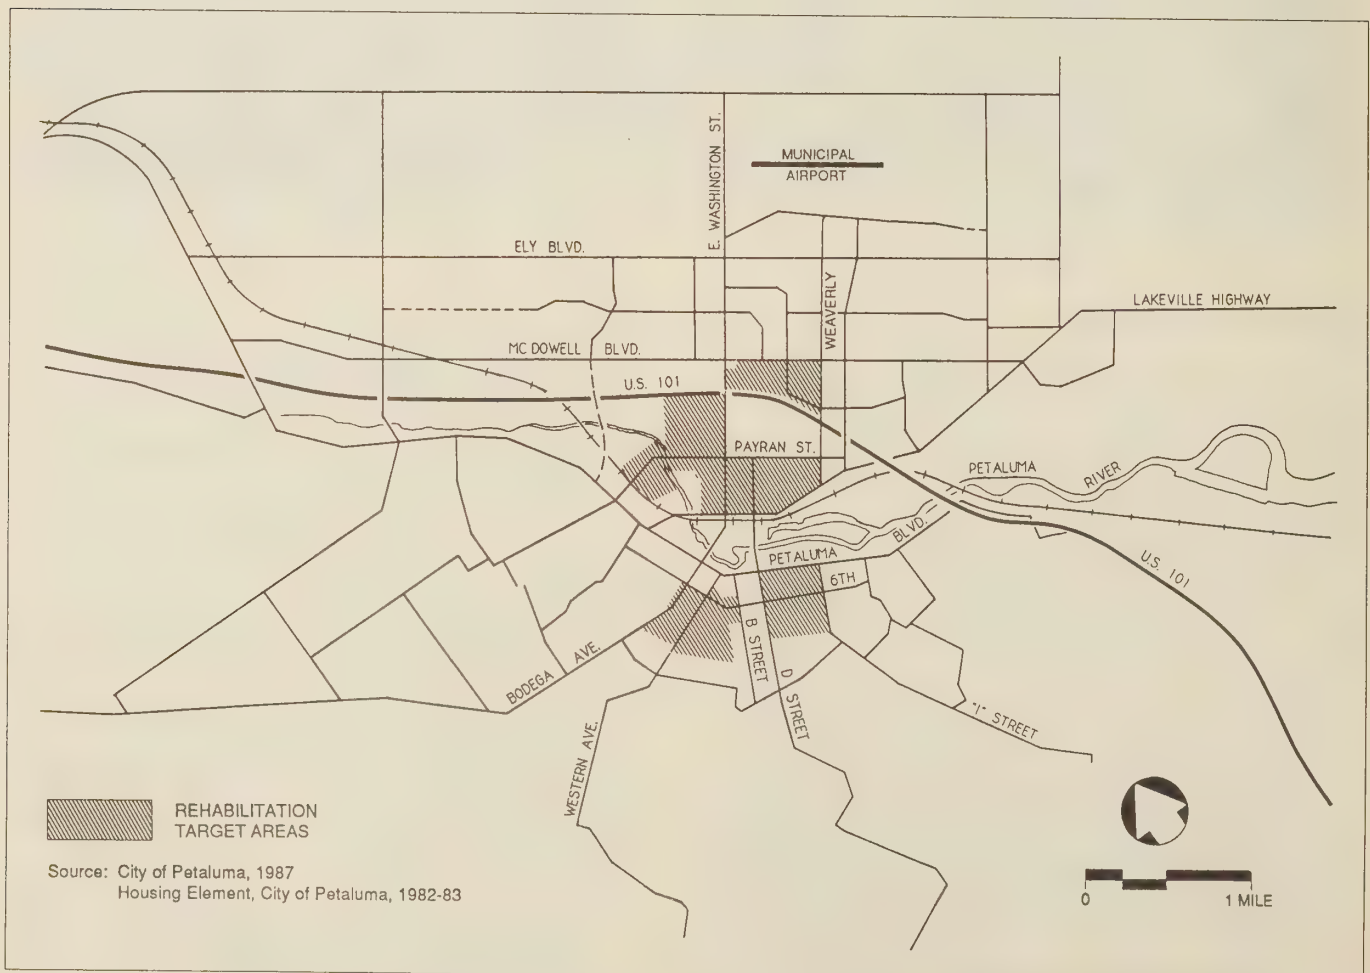 E. WASHINGTON ST.
MUNICIPAL
AIRPORT
ELY BLVD.
WEAVERLY
LAKEVILLE HIGHWAY
MC DOWELL BLVD.
U.S. 101
PAYRAN ST.
PETALUMA RIVER
PETALUMA BLVD.
6TH
U.S. 101
B STREET
D STREET
BODEGA AVE.
"I" STREET
WESTERN AVE.
REHABILITATION
TARGET AREAS
Source: City of Petaluma, 1987
Housing Element, City of Petaluma, 1982-83
0 1 MILE